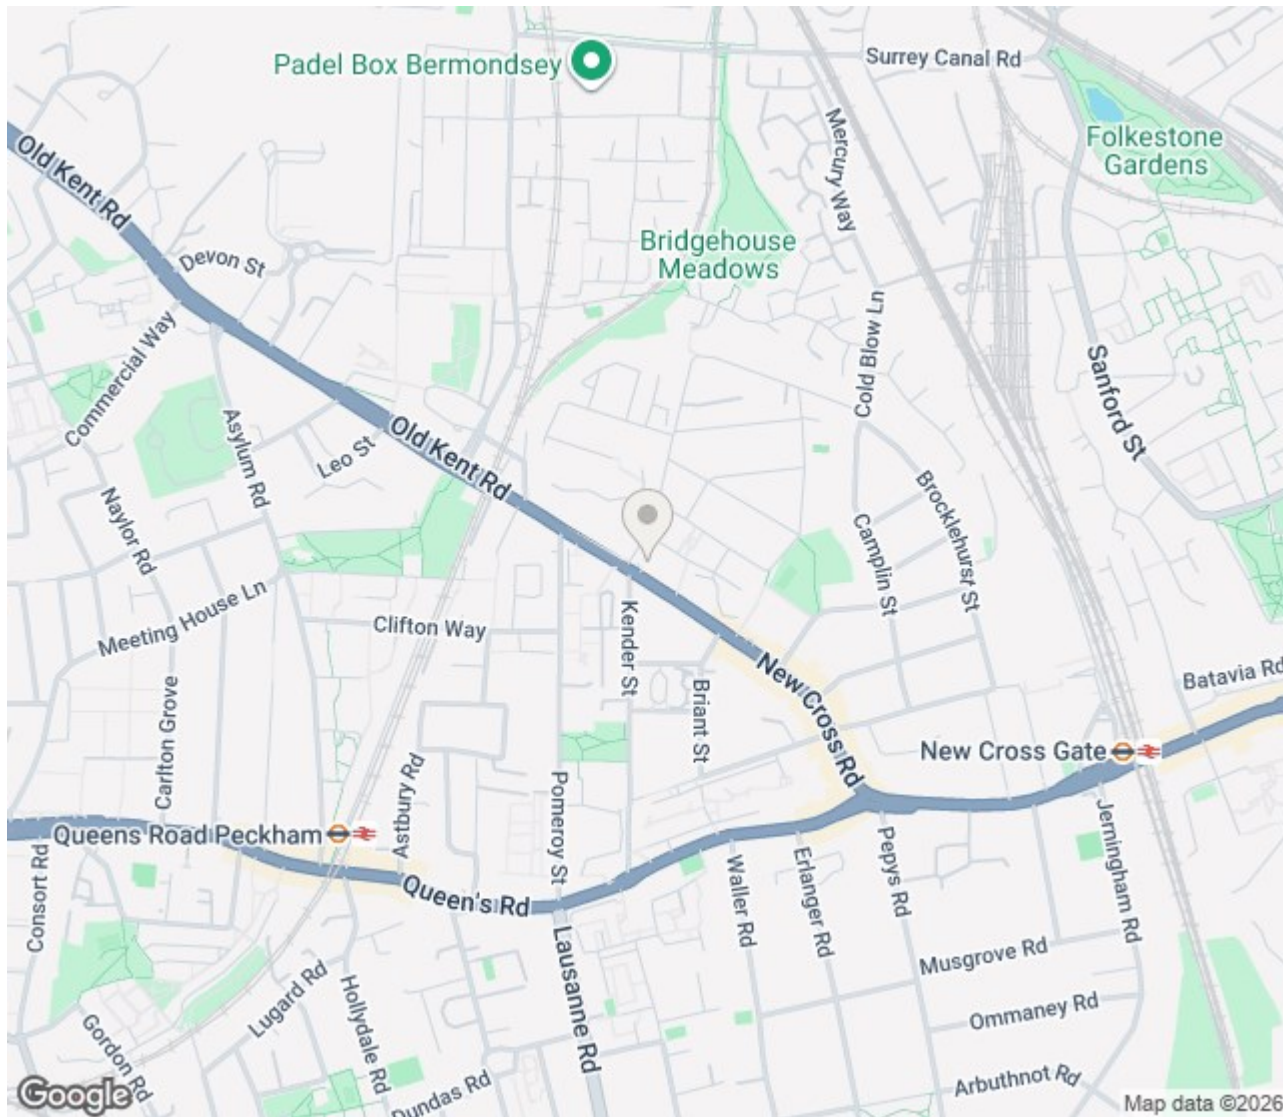 Padel Box Bermondsey
Surrey Canal Rd
Folkestone
Gardens
Mercury Way
Old Kent Rd
Bridgehouse
Meadows
Devon St
Commercial Way
Cold Blow Ln
Sanford St
Asylum Rd
Leo St
Old Kent Rd
Naylor Rd
Brocklehurst St
Camplin St
Meeting House Ln
Clifton Way
Kender St
New Cross Rd
Batavia Rd
Briant St
Carlton Grove
New Cross Gate
Astbury Rd
Pomeroy St
Queens Road Peckham
Consort Rd
Queen's Rd
Waller Rd
Erlanger Rd
Pepys Rd
Jerningham Rd
Lausanne Rd
Musgrove Rd
Lugard Rd
Hollydale Rd
Ommaney Rd
Gordon Rd
Dundas Rd
Arbuthnot Rd
Google
Map data ©2026